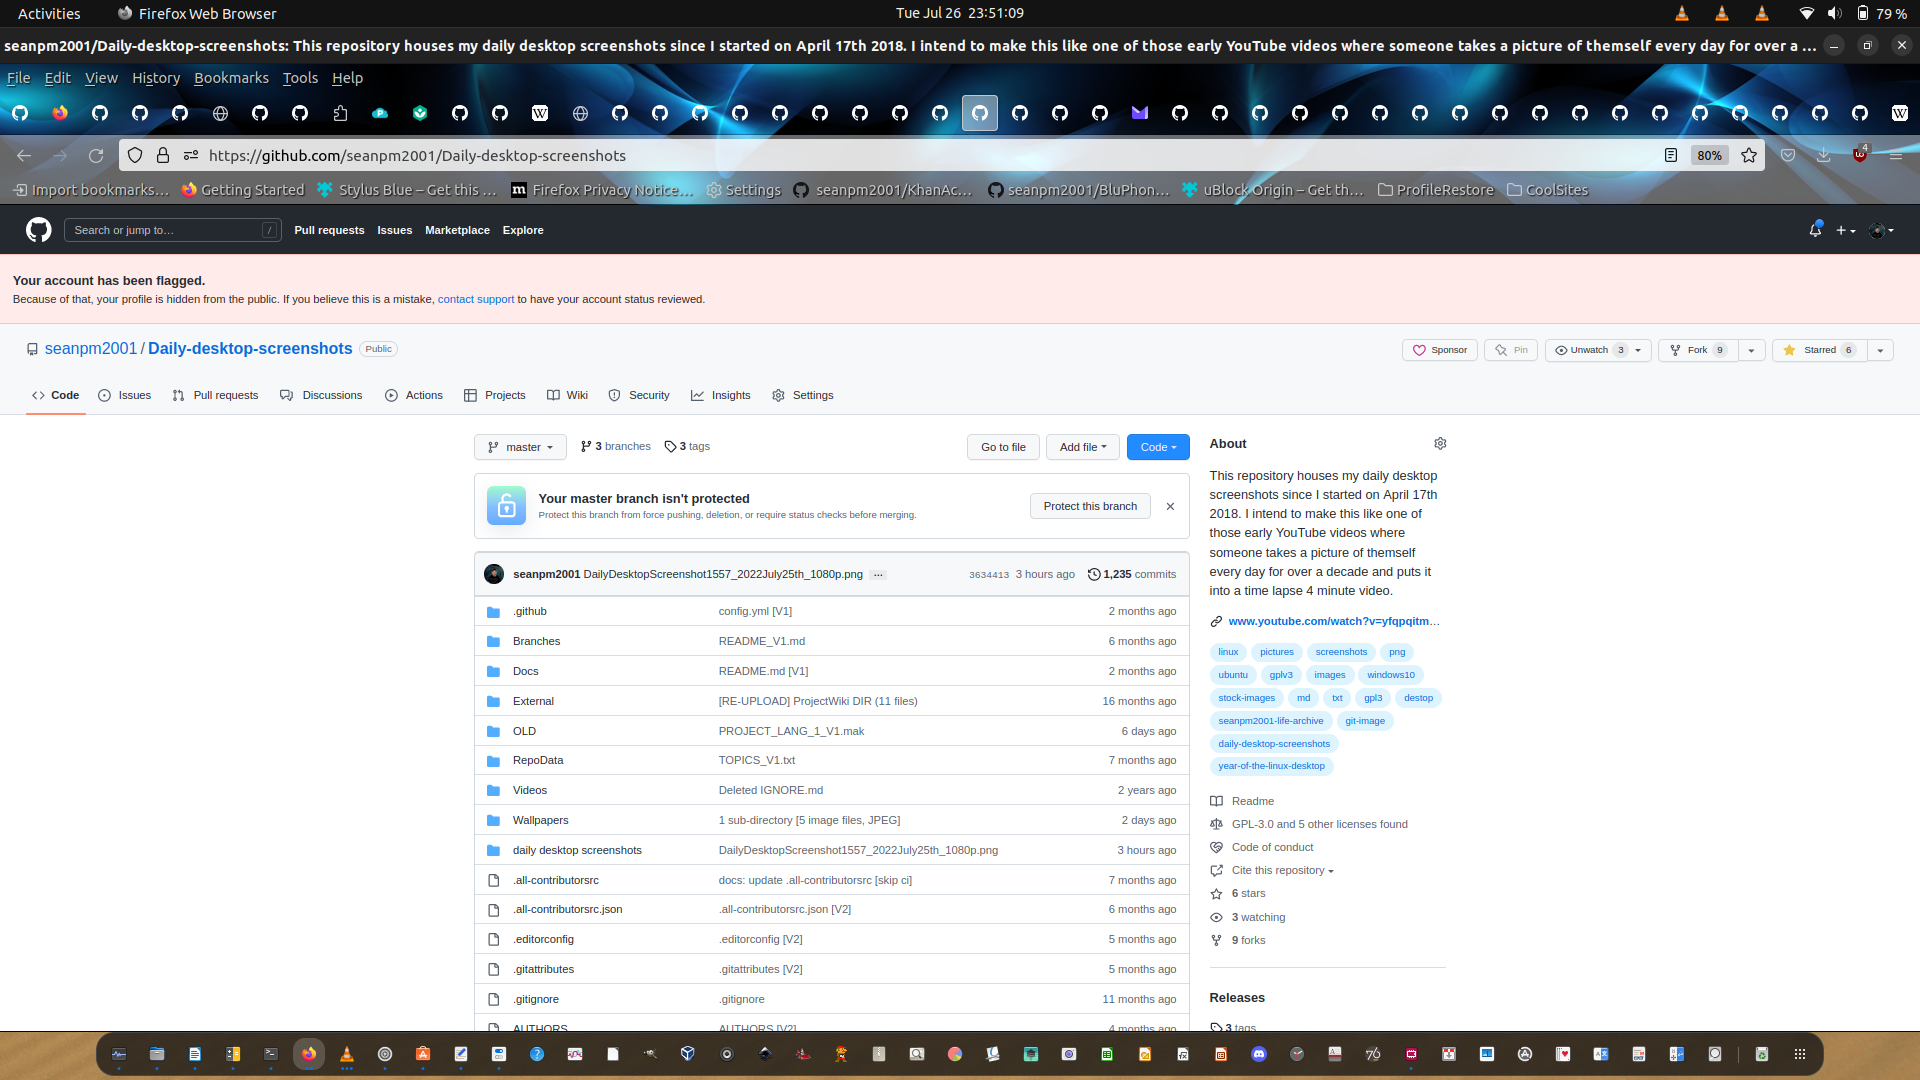 Activities
Firefox Web Browser
Tue Jul 26 23:51:09
79 %
seanpm2001/Daily-desktop-screenshots: This repository houses my daily desktop screenshots since I started on April 17th 2018. I intend to make this like one of those early YouTube videos where someone takes a picture of themself every day for over a ...
File Edit View History Bookmarks Tools Help
https://github.com/seanpm2001/Daily-desktop-screenshots
80%
4
Import bookmarks...
Getting Started
Stylus Blue – Get this ...
Firefox Privacy Notice...
Settings
seanpm2001/KhanAc...
seanpm2001/BluPhon...
uBlock Origin – Get th...
ProfileRestore
CoolSites
Search or jump to...
/
Pull requests
Issues
Marketplace
Explore
Your account has been flagged.
Because of that, your profile is hidden from the public. If you believe this is a mistake, contact support to have your account status reviewed.
seanpm2001 / Daily-desktop-screenshots
Public
Sponsor
Pin
Unwatch 3
Fork 9
Starred 6
Code
Issues
Pull requests
Discussions
Actions
Projects
Wiki
Security
Insights
Settings
master
3 branches
3 tags
Go to file
Add file
Code
Your master branch isn't protected
Protect this branch from force pushing, deletion, or require status checks before merging.
Protect this branch
seanpm2001 DailyDesktopScreenshot1557_2022July25th_1080p.png ...
3634413 3 hours ago
1,235 commits
.github config.yml [V1] 2 months ago
Branches README_V1.md 6 months ago
Docs README.md [V1] 2 months ago
External [RE-UPLOAD] ProjectWiki DIR (11 files) 16 months ago
OLD PROJECT_LANG_1_V1.mak 6 days ago
RepoData TOPICS_V1.txt 7 months ago
Videos Deleted IGNORE.md 2 years ago
Wallpapers 1 sub-directory [5 image files, JPEG] 2 days ago
daily desktop screenshots DailyDesktopScreenshot1557_2022July25th_1080p.png 3 hours ago
.all-contributorsrc docs: update .all-contributorsrc [skip ci] 7 months ago
.all-contributorsrc.json .all-contributorsrc.json [V2] 6 months ago
.editorconfig .editorconfig [V2] 5 months ago
.gitattributes .gitattributes [V2] 5 months ago
.gitignore .gitignore 11 months ago
AUTHORS AUTHORS [V2] 4 months ago
About
This repository houses my daily desktop
screenshots since I started on April 17th
2018. I intend to make this like one of
those early YouTube videos where
someone takes a picture of themself
every day for over a decade and puts it
into a time lapse 4 minute video.
www.youtube.com/watch?v=yfqpqitm...
linux pictures screenshots png
ubuntu gplv3 images windows10
stock-images md txt gpl3 destop
seanpm2001-life-archive git-image
daily-desktop-screenshots
year-of-the-linux-desktop
Readme
GPL-3.0 and 5 other licenses found
Code of conduct
Cite this repository
6 stars
3 watching
9 forks
Releases
3 tags